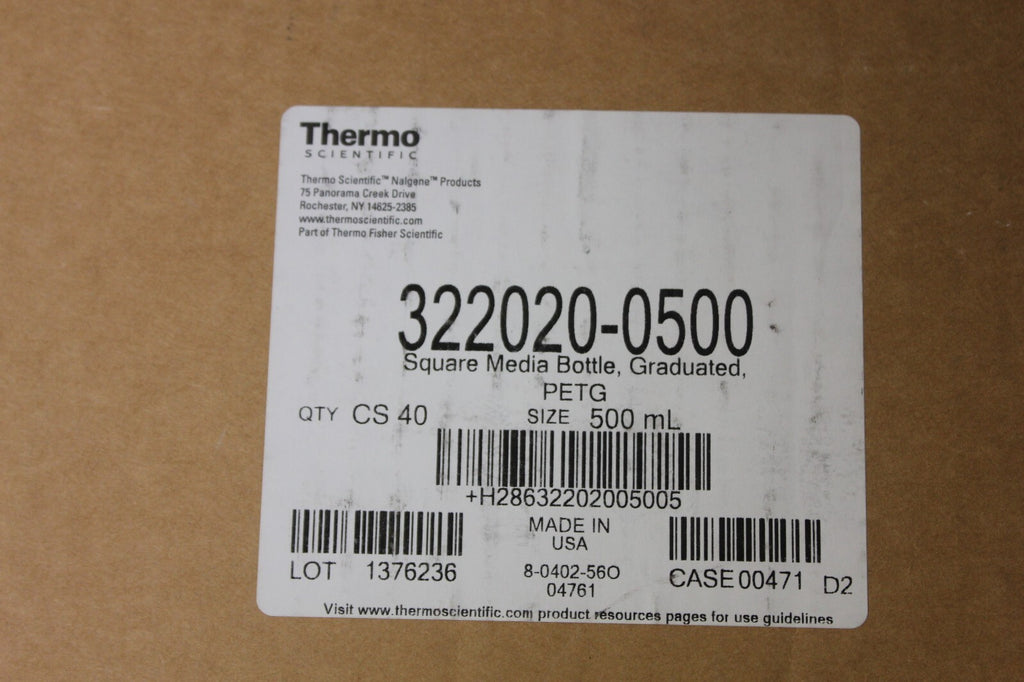 Thermo
SCIENTIFIC
Thermo Scientific™ Nalgene™ Products
75 Panorama Creek Drive
Rochester, NY 14625-2385
www.thermoscientific.com
Part of Thermo Fisher Scientific
322020-0500
Square Media Bottle, Graduated,
PETG
QTY CS 40 SIZE 500 mL
+H28632202005005
MADE IN
USA
LOT 1376236
8-0402-56O
04761
CASE00471 D2
Visit www.thermoscientific.com product resources pages for use guidelines